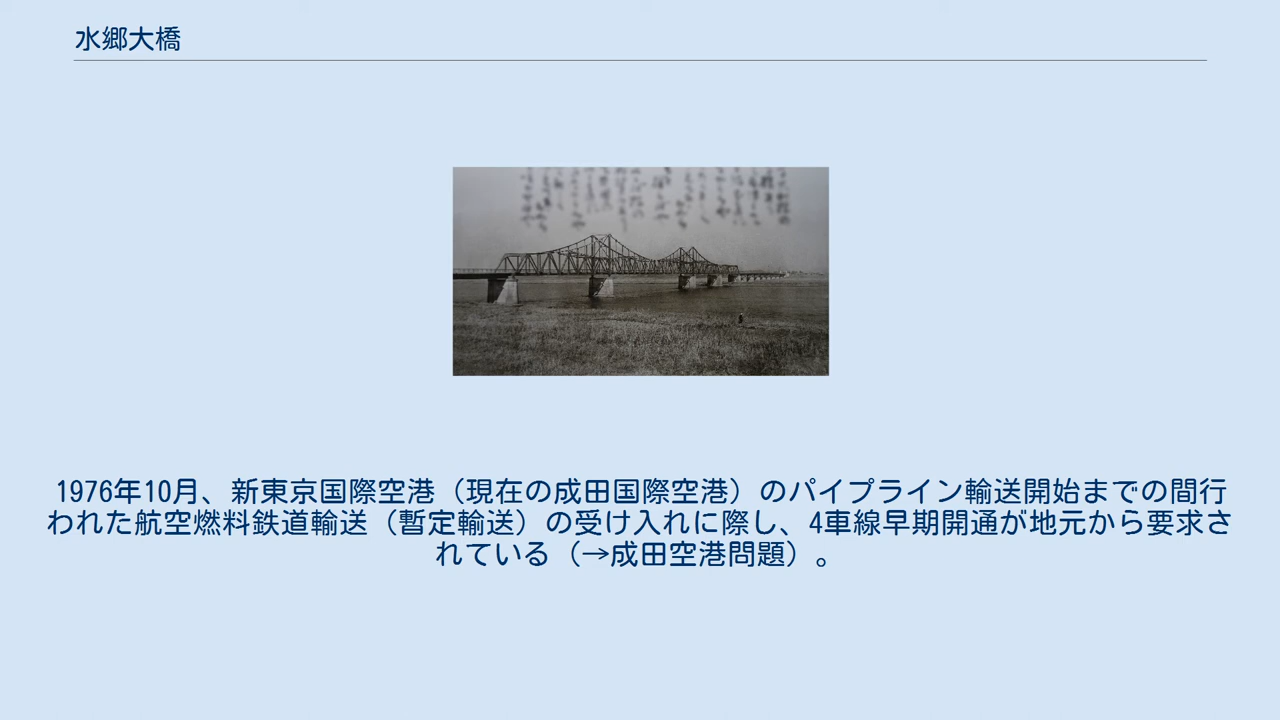 水郷大橋
1976年10月、新東京国際空港（現在の成田国際空港）のパイプライン輸送開始までの間行
われた航空燃料鉄道輸送（暫定輸送）の受け入れに際し、4車線早期開通が地元から要求さ
れている（→成田空港問題）。